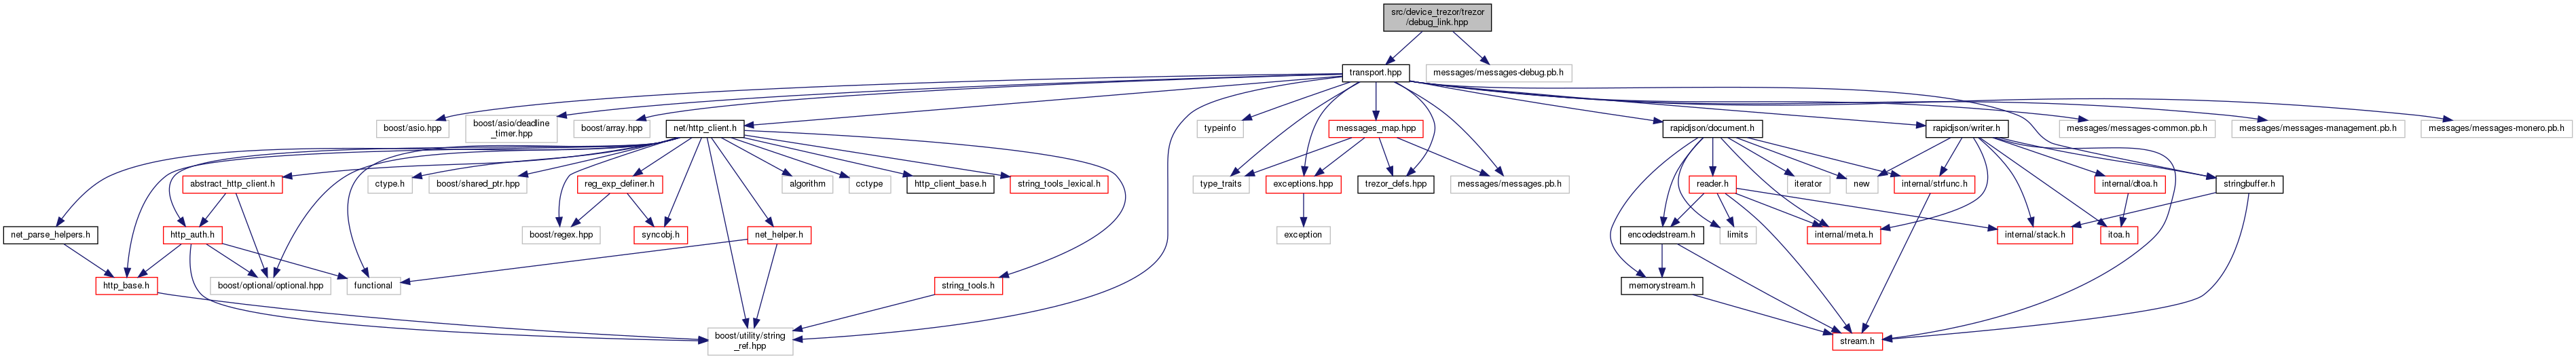 src/device_trezor/trezor
/debug_link.hpp
transport.hpp
messages/messages-debug.pb.h
boost/asio.hpp
boost/asio/deadline
_timer.hpp
boost/array.hpp
net/http_client.h
typeinfo
messages_map.hpp
rapidjson/document.h
rapidjson/writer.h
messages/messages-common.pb.h
messages/messages-management.pb.h
messages/messages-monero.pb.h
abstract_http_client.h
ctype.h
boost/shared_ptr.hpp
reg_exp_definer.h
algorithm
cctype
http_client_base.h
string_tools_lexical.h
type_traits
exceptions.hpp
trezor_defs.hpp
messages/messages.pb.h
reader.h
iterator
new
internal/strfunc.h
internal/dtoa.h
stringbuffer.h
net_parse_helpers.h
http_auth.h
boost/regex.hpp
syncobj.h
net_helper.h
exception
encodedstream.h
limits
internal/meta.h
internal/stack.h
itoa.h
http_base.h
boost/optional/optional.hpp
functional
string_tools.h
memorystream.h
boost/utility/string
_ref.hpp
stream.h